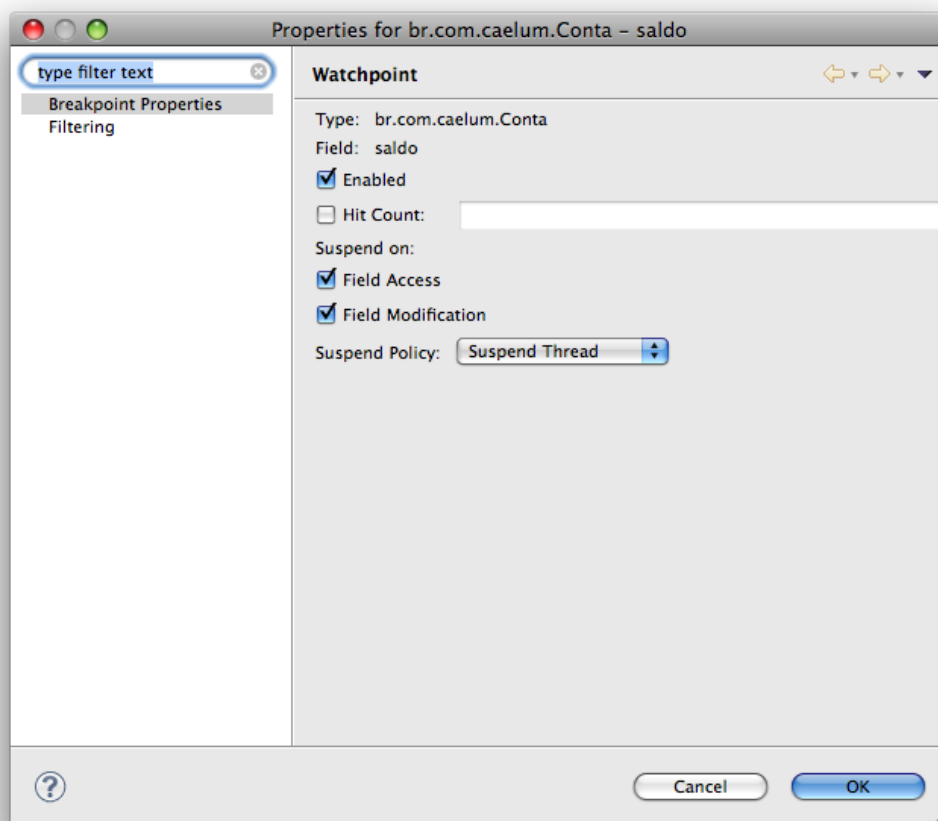 Properties for br.com.caelum.Conta – saldo
type filter text
Breakpoint Properties
Filtering
Watchpoint
Type: br.com.caelum.Conta
Field: saldo
Enabled
Hit Count:
Suspend on:
Field Access
Field Modification
Suspend Policy: Suspend Thread
?
Cancel OK